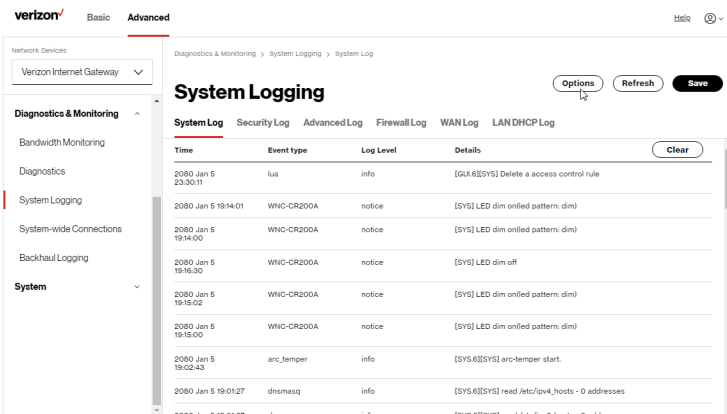 verizon✓
Basic
Advanced
Help
Network Devices
Verizon Internet Gateway
Diagnostics & Monitoring
Bandwidth Monitoring
Diagnostics
System Logging
System-wide Connections
Backhaul Logging
System
Diagnostics & Monitoring > System Logging > System Log
System Logging
Options
Refresh
Save
System Log Security Log Advanced Log Firewall Log WAN Log LAN DHCP Log
Time Event type Log Level Details Clear
2080 Jan 5
23:30:11 lua info [GUI.6][SYS] Delete a access control rule
2080 Jan 5 19:14:01 WNC-CR200A notice [SYS] LED dim on(led pattern: dim)
2080 Jan 5
19:14:00 WNC-CR200A notice [SYS] LED dim on(led pattern: dim)
2080 Jan 5
19:16:30 WNC-CR200A notice [SYS] LED dim off
2080 Jan 5
19:15:02 WNC-CR200A notice [SYS] LED dim on(led pattern: dim)
2080 Jan 5
19:15:00 WNC-CR200A notice [SYS] LED dim on(led pattern: dim)
2080 Jan 5
19:02:43 arc_temper info [SYS.6][SYS] arc-temper start.
2080 Jan 5 19:01:27 dnsmasq info [SYS.6][SYS] read /etc/ipv4_hosts - 0 addresses